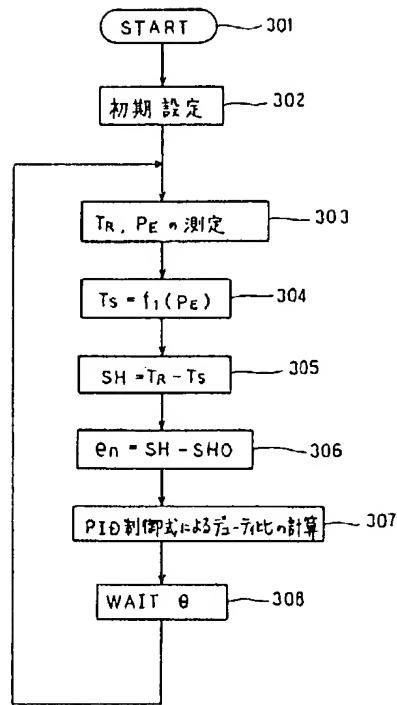 START
301
初期設定
302
TR, PE の測定
303
TS = f1(PE)
304
SH = TR - TS
305
en = SH - SHO
306
PID制御式によるデューティ比の計算
307
WAIT θ
308